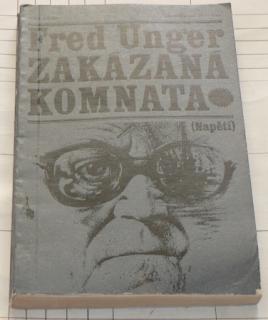 Fred Unger
ZAKÁZANÁ
KOMNATA
(Napětí)